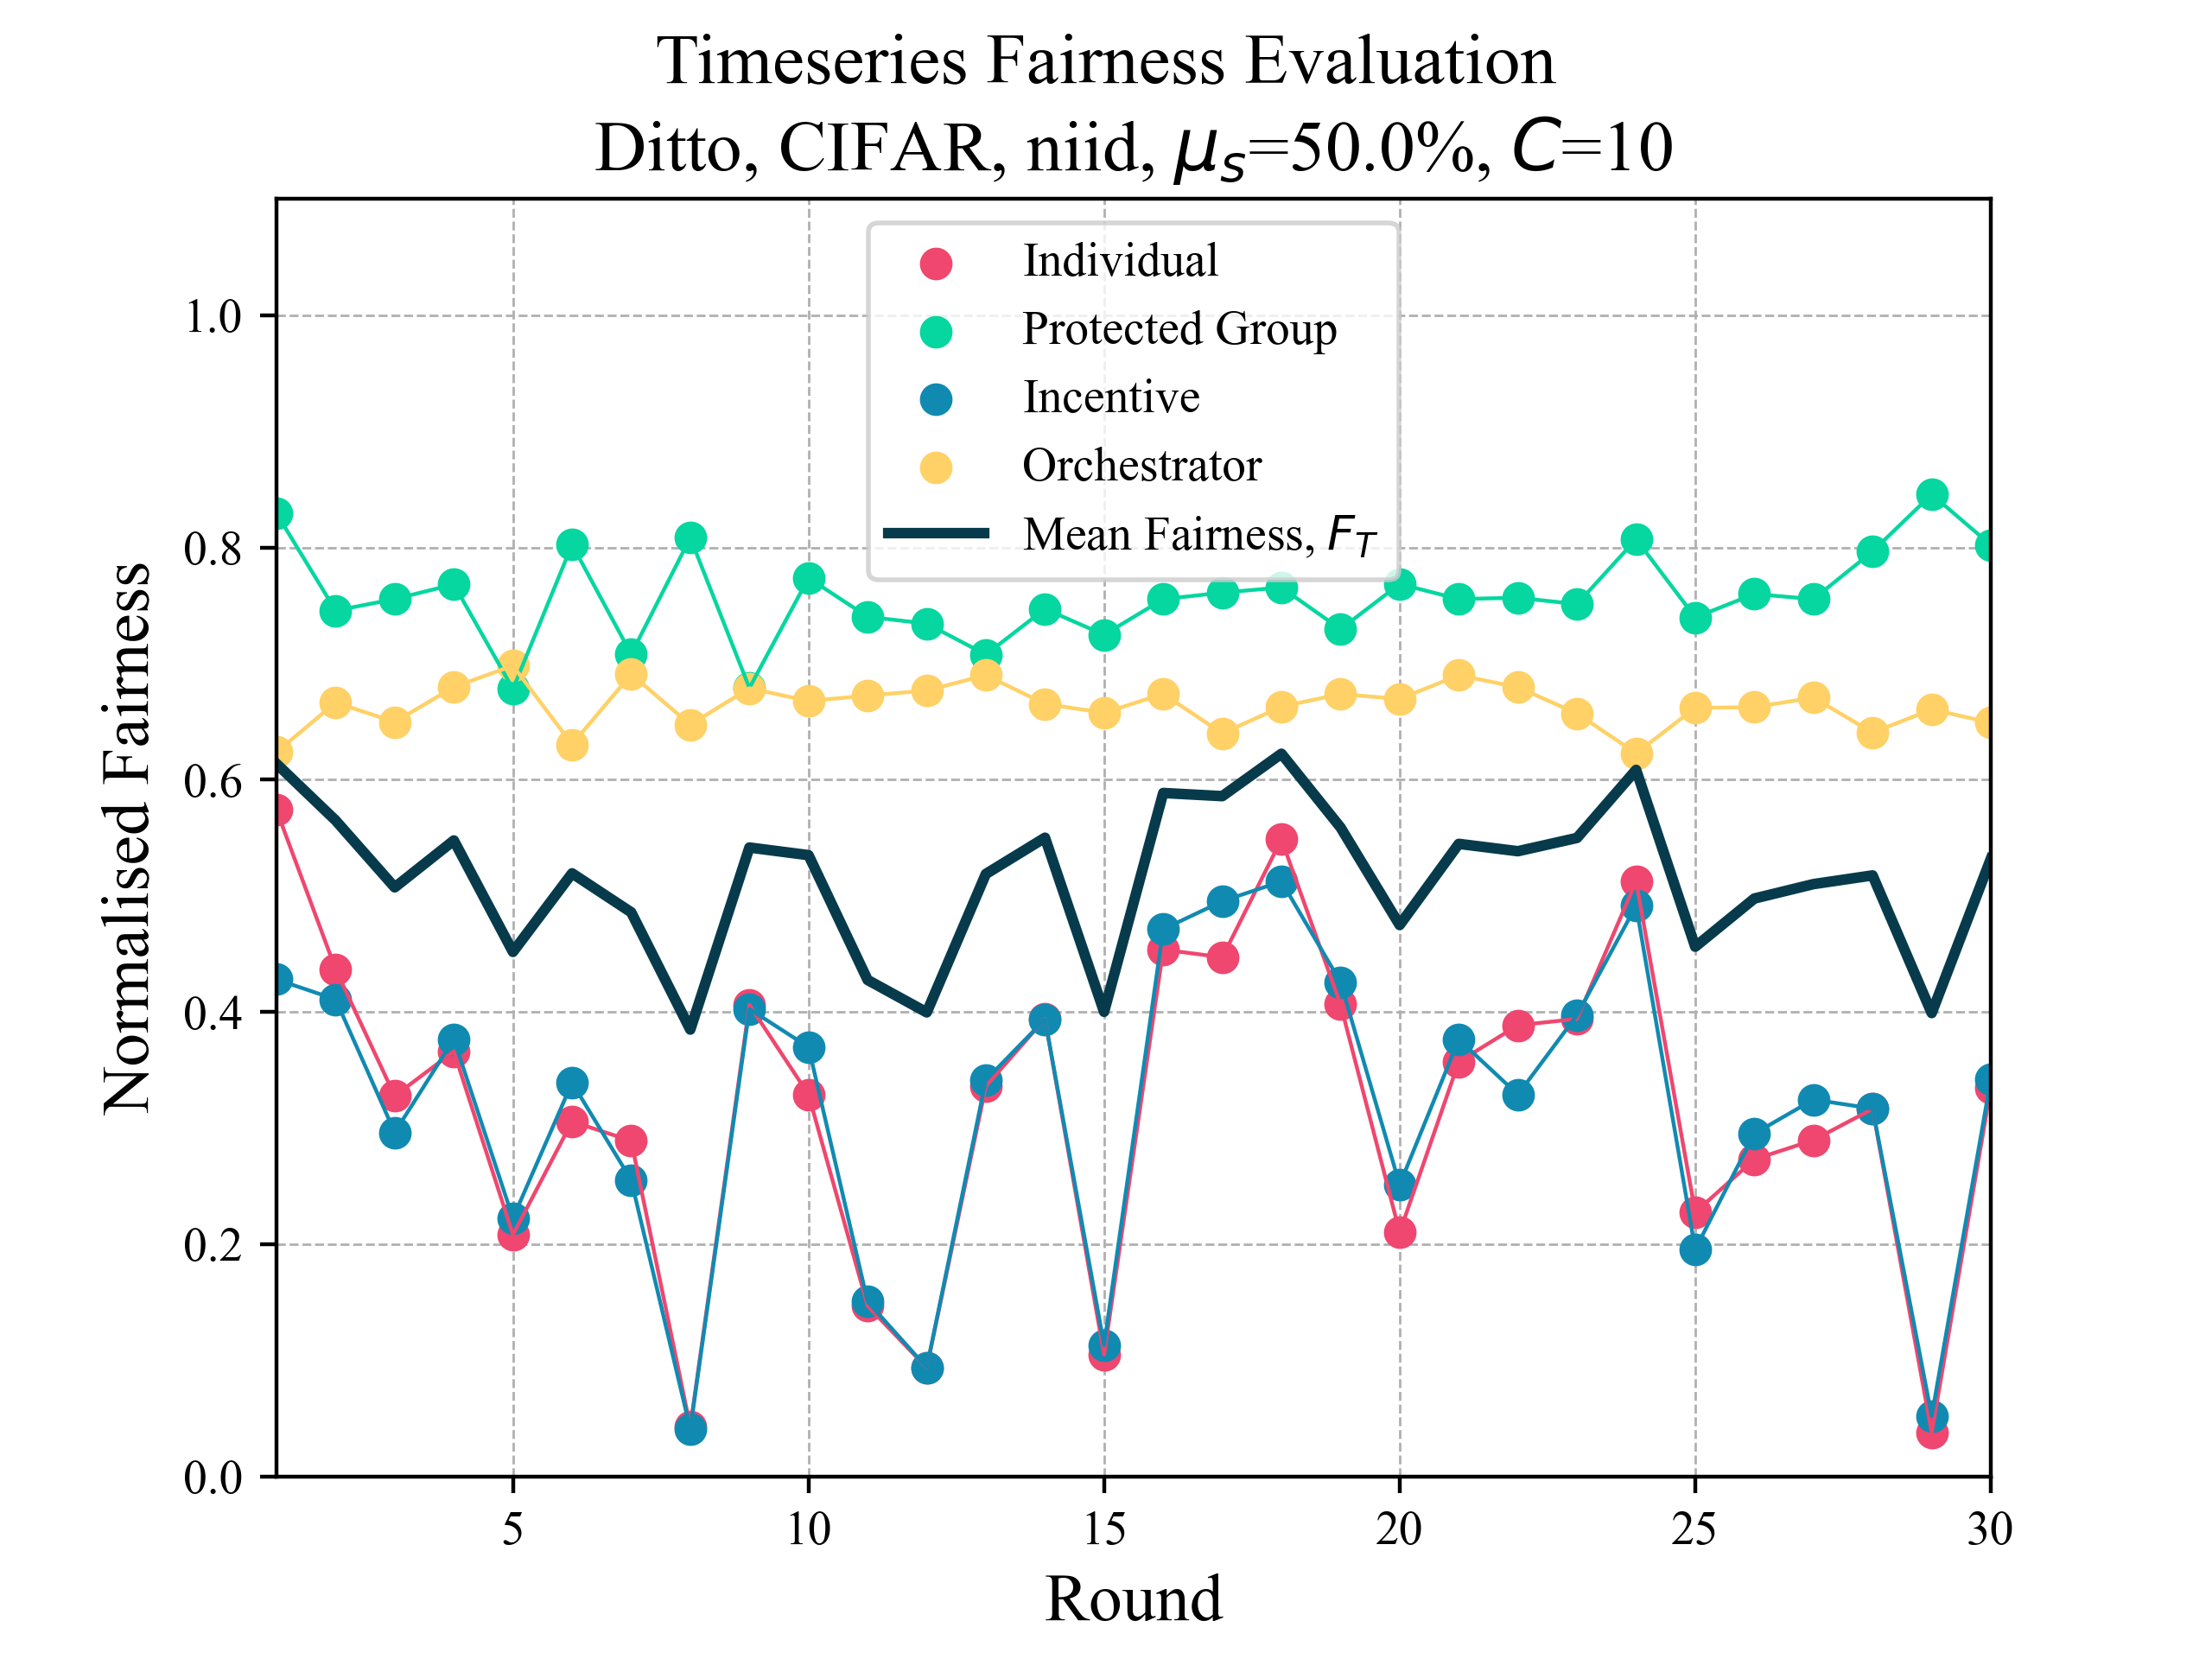 Timeseries Fairness Evaluation
Ditto, CIFAR, niid, μₛ=50.0%, C=10
Individual
Protected Group
Incentive
Orchestrator
Mean Fairness, F_T
Normalised Fairness
1.0
0.8
0.6
0.4
0.2
0.0
5 10 15 20 25 30
Round